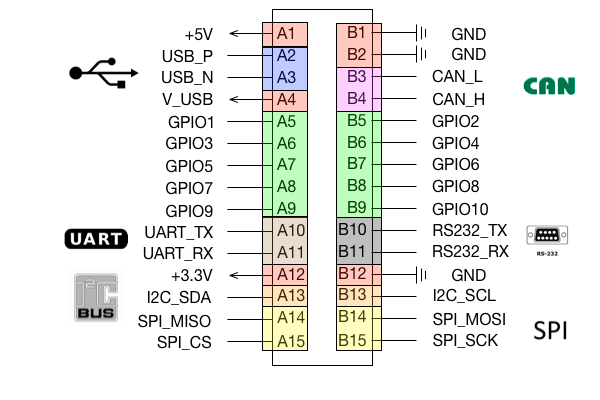 +5V A1 B1 GND
USB_P A2 B2 GND
USB_N A3 B3 CAN_L
V_USB A4 B4 CAN_H CAN
GPIO1 A5 B5 GPIO2
GPIO3 A6 B6 GPIO4
GPIO5 A7 B7 GPIO6
GPIO7 A8 B8 GPIO8
GPIO9 A9 B9 GPIO10
UART UART_TX A10 B10 RS232_TX
UART_RX A11 B11 RS232_RX RS-232
+3.3V A12 B12 GND
I2C BUS I2C_SDA A13 B13 I2C_SCL
SPI_MISO A14 B14 SPI_MOSI SPI
SPI_CS A15 B15 SPI_SCK